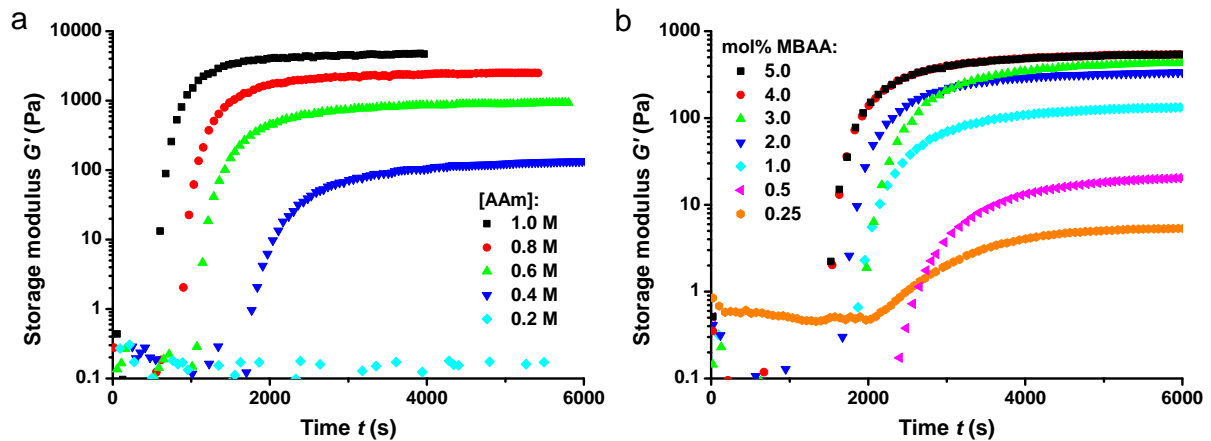 a
Storage modulus G' (Pa)
10000
1000
100
10
1
0.1
[AAm]:
1.0 M
0.8 M
0.6 M
0.4 M
0.2 M
0
2000
4000
6000
Time t (s)
b
Storage modulus G' (Pa)
1000
100
10
1
0.1
mol% MBAA:
5.0
4.0
3.0
2.0
1.0
0.5
0.25
0
2000
4000
6000
Time t (s)